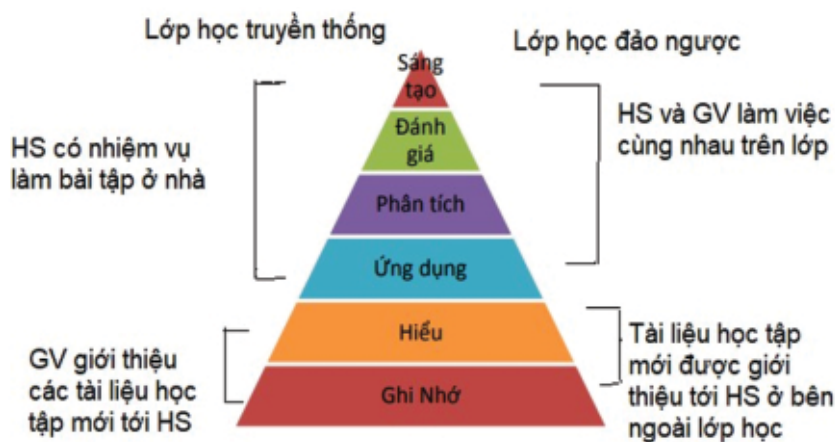 Lớp học truyền thống
Lớp học đảo ngược
Sáng
tạo
Đánh
giá
Phân tích
Ứng dụng
Hiểu
Ghi Nhớ
HS có nhiệm vụ
làm bài tập ở nhà
GV giới thiệu
các tài liệu học
tập mới tới HS
HS và GV làm việc
cùng nhau trên lớp
Tài liệu học tập
mới được giới
thiệu tới HS ở bên
ngoài lớp học